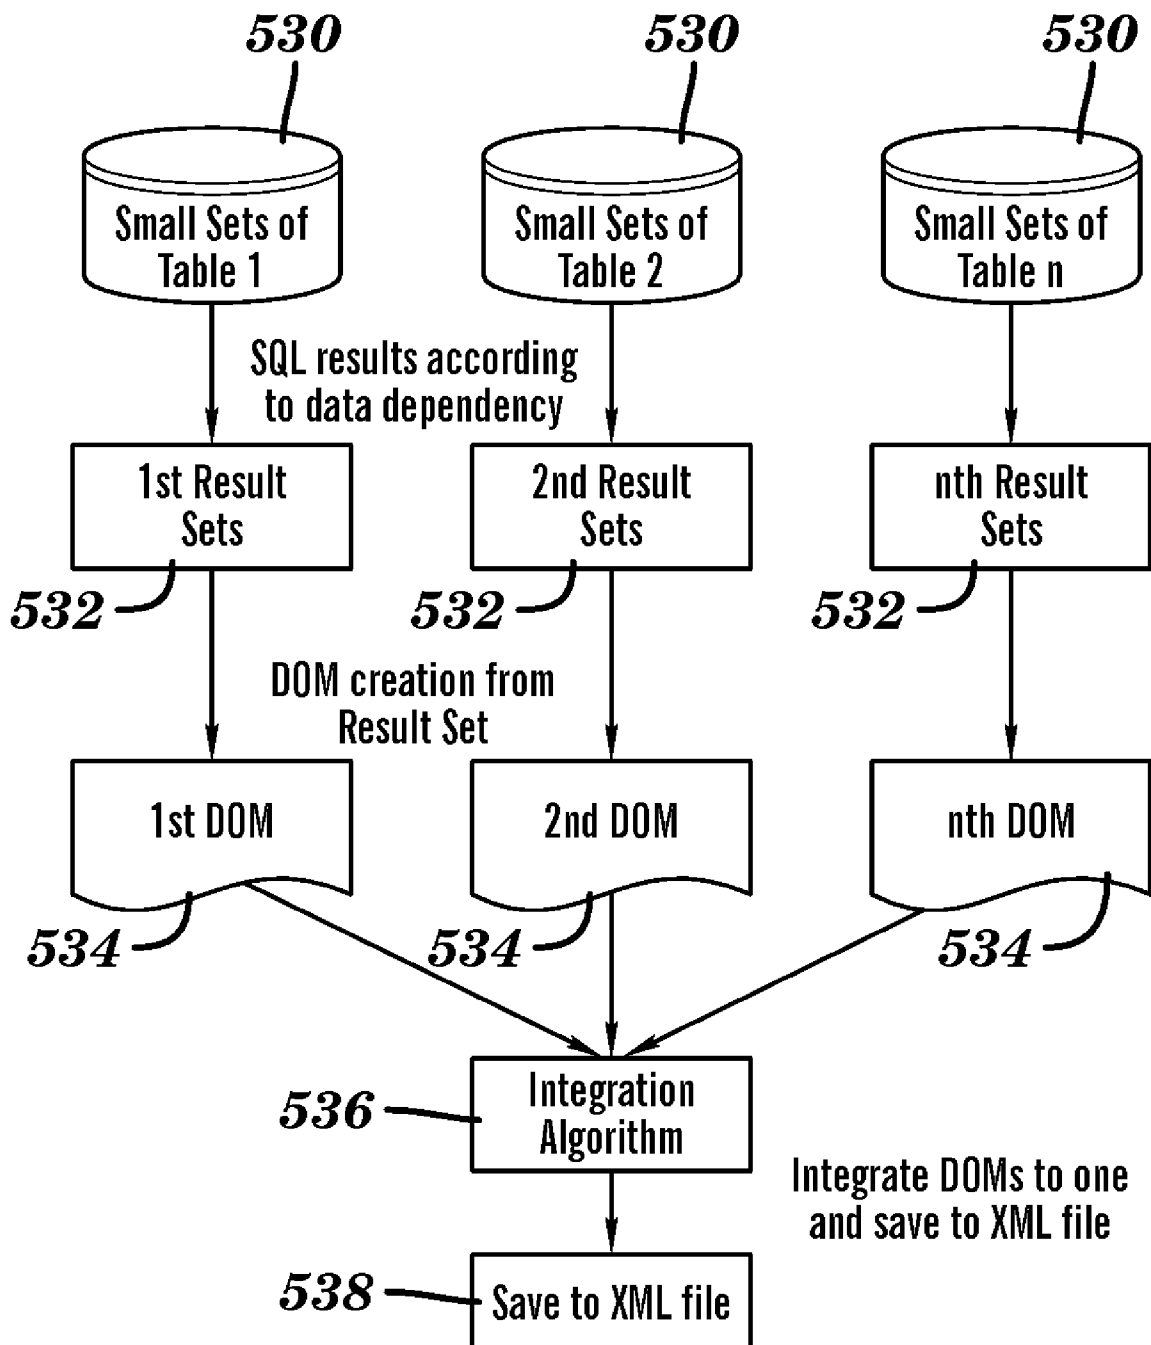 530
530
530
Small Sets of
Table 1
Small Sets of
Table 2
Small Sets of
Table n
SQL results according
to data dependency
1st Result
Sets
2nd Result
Sets
nth Result
Sets
532
532
532
DOM creation from
Result Set
1st DOM
2nd DOM
nth DOM
534
534
534
536
Integration
Algorithm
Integrate DOMs to one
and save to XML file
538
Save to XML file